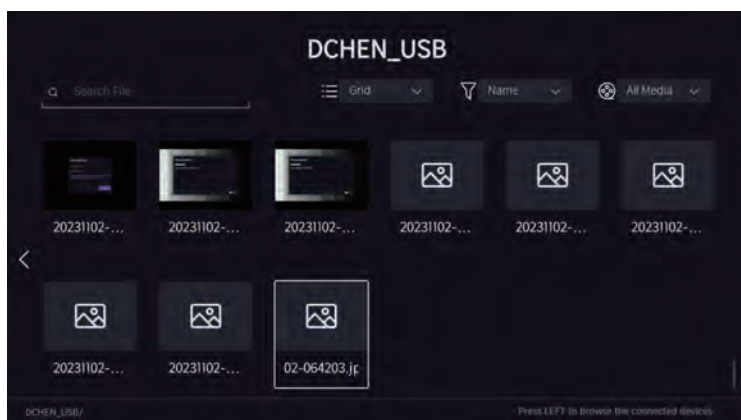 DCHEN_USB
Search File
Grid
Name
All Media
20231102-...
20231102-...
20231102-...
20231102-...
20231102-...
20231102-...
20231102-...
20231102-...
02-064203.jp
DCHEN_USB/
Press LEFT to browse the connected devices